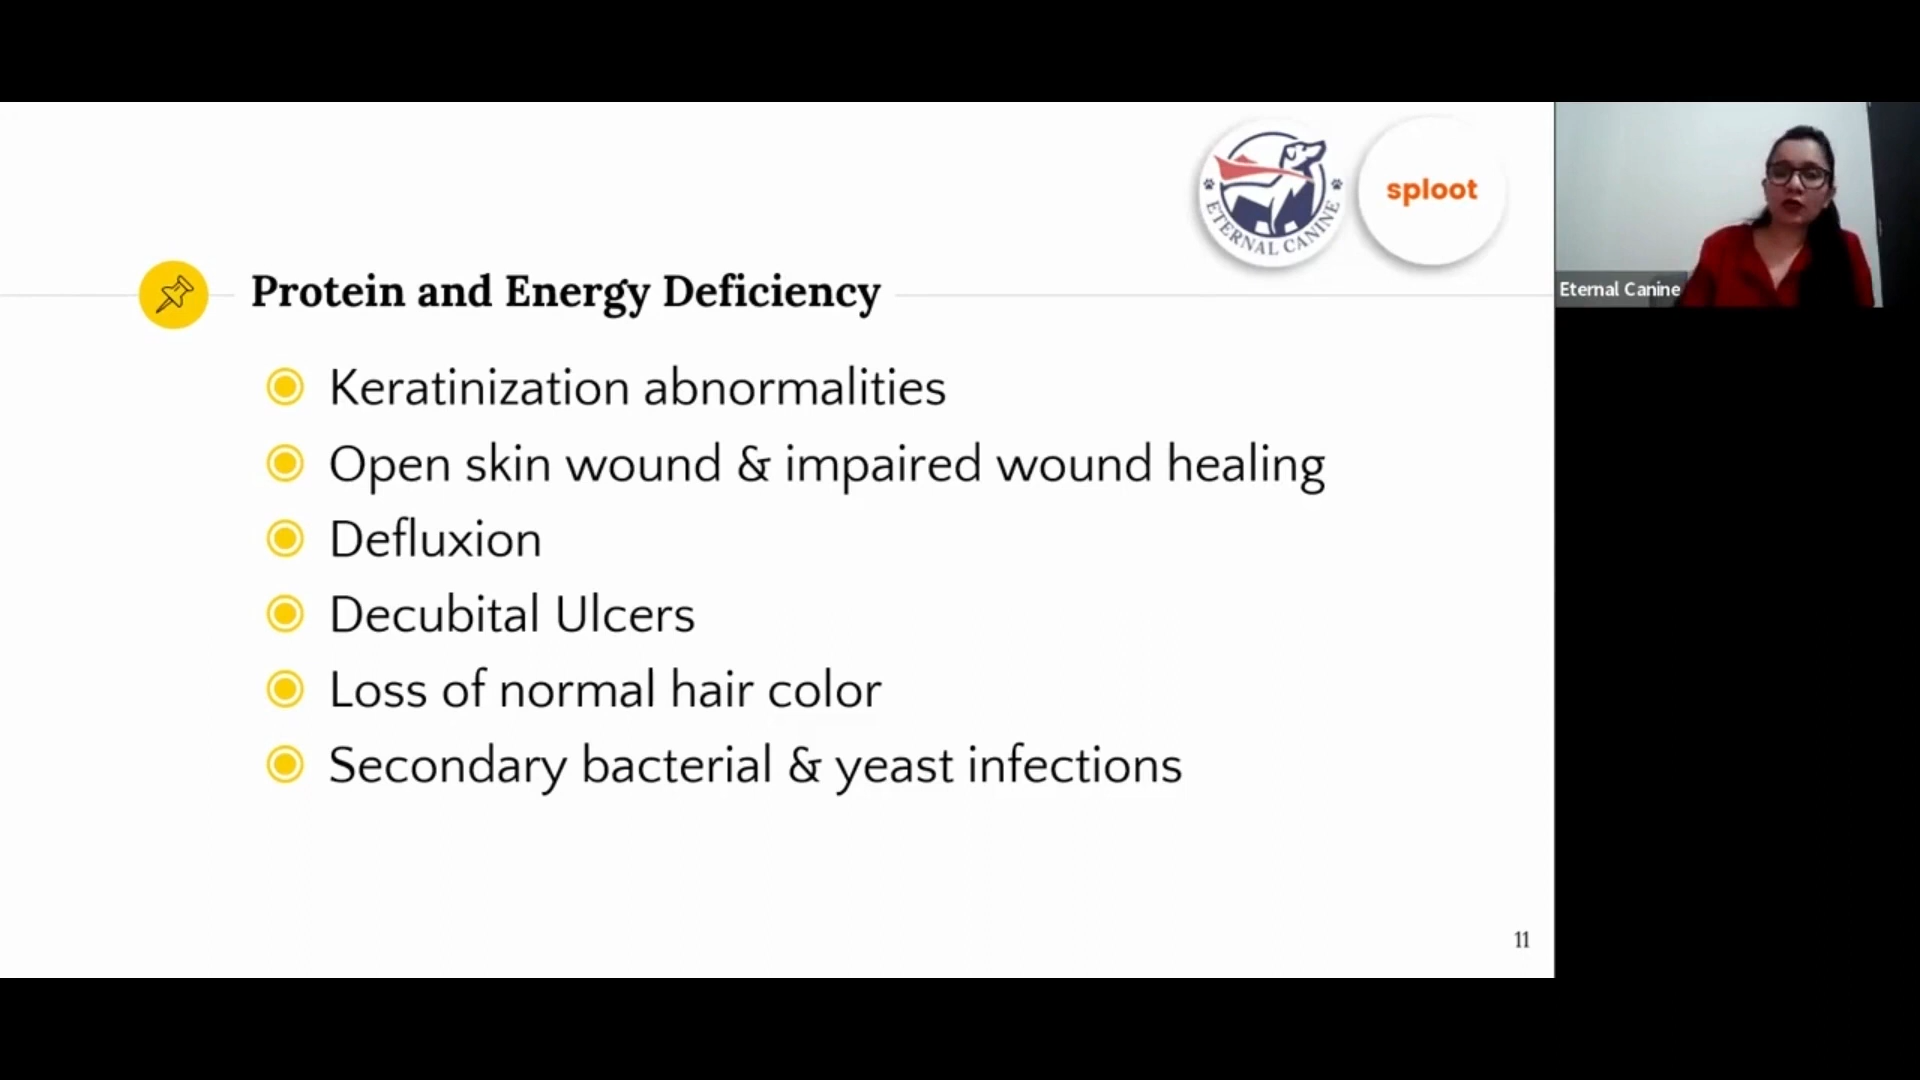 ETERNAL CANINE
sploot
Protein and Energy Deficiency
Keratinization abnormalities
Open skin wound & impaired wound healing
Defluxion
Decubital Ulcers
Loss of normal hair color
Secondary bacterial & yeast infections
11
Eternal Canine